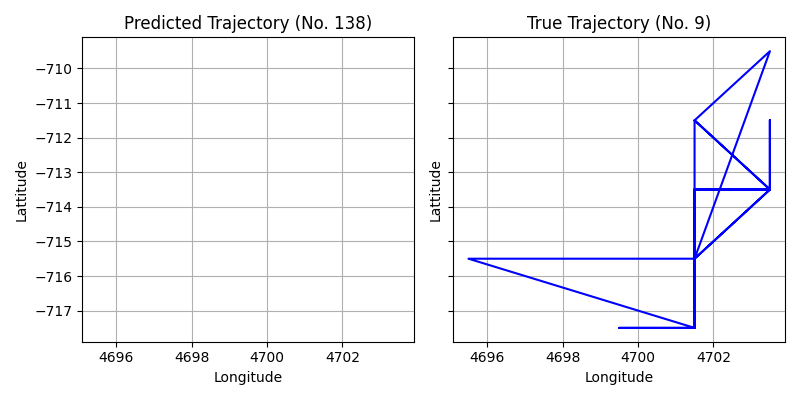 Predicted Trajectory (No. 138)
True Trajectory (No. 9)
−710
−711
−712
−713
−714
−715
−716
−717
Lattitude
Lattitude
4696
4698
4700
4702
4696
4698
4700
4702
Longitude
Longitude